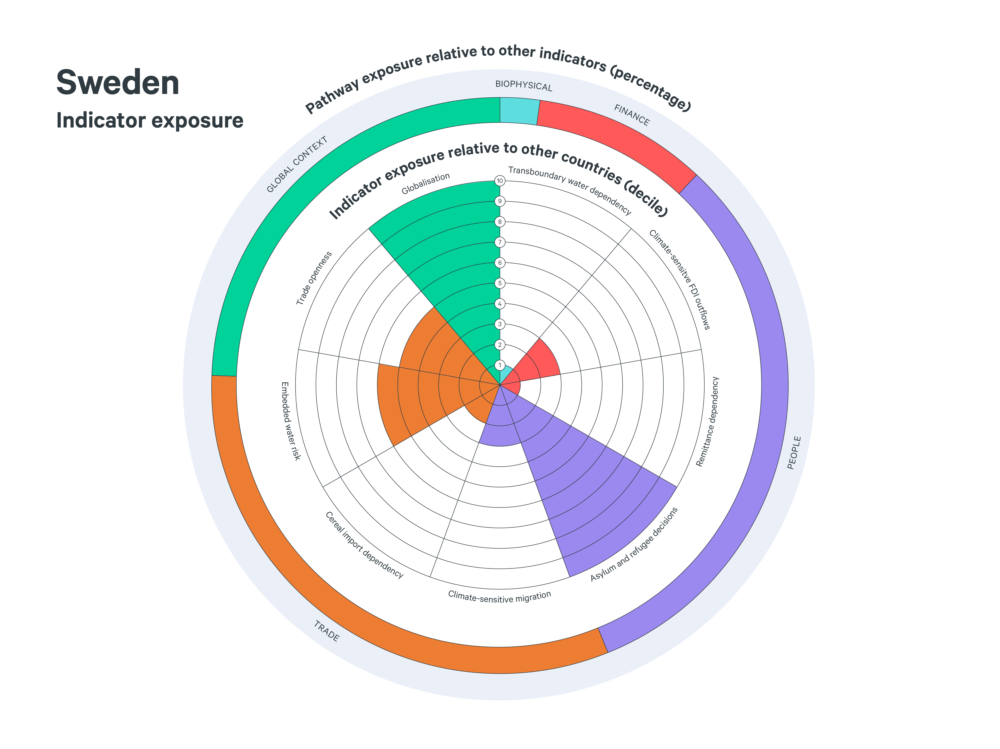 Sweden
Indicator exposure
Pathway exposure relative to other indicators (percentage)
BIOPHYSICAL
FINANCE
PEOPLE
TRADE
GLOBAL CONTEXT
Indicator exposure relative to other countries (decile)
Transboundary water dependency
Climate-sensitve FDI outflows
Remittance dependency
Asylum and refugee decisions
Climate-sensitive migration
Cereal import dependency
Embedded water risk
Trade openness
Globalisation
10
9
8
7
6
5
4
3
2
1